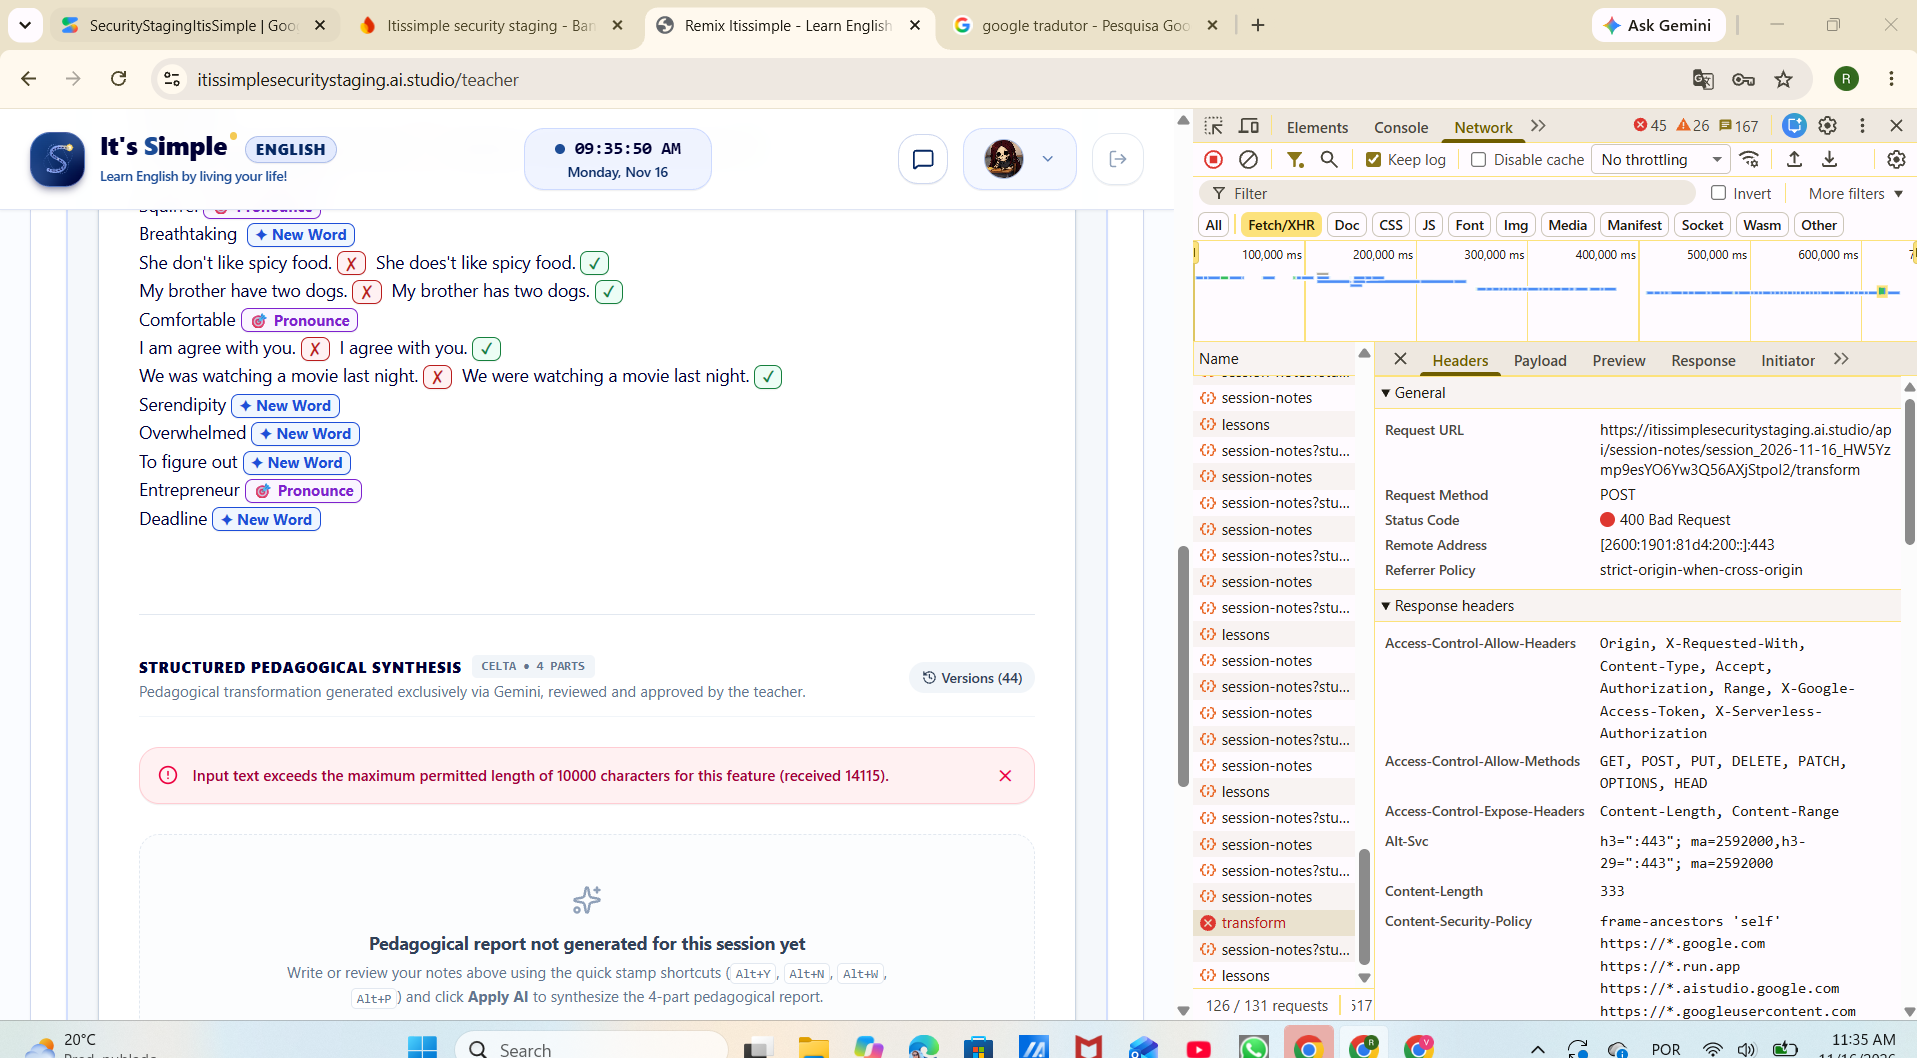 SecurityStagingItisSimple | Goo
Itissimple security staging - Ban
Remix Itissimple - Learn English
google tradutor - Pesquisa Goo
Ask Gemini
itissimplesecuritystaging.ai.studio/teacher
R
It's Simple
ENGLISH
Learn English by living your life!
09:35:50 AM
Monday, Nov 16
Squirrel Pronounce
Breathtaking ✦ New Word
She don't like spicy food. ✗ She does't like spicy food. ✓
My brother have two dogs. ✗ My brother has two dogs. ✓
Comfortable Pronounce
I am agree with you. ✗ I agree with you. ✓
We was watching a movie last night. ✗ We were watching a movie last night. ✓
Serendipity ✦ New Word
Overwhelmed ✦ New Word
To figure out ✦ New Word
Entrepreneur Pronounce
Deadline ✦ New Word
STRUCTURED PEDAGOGICAL SYNTHESIS
CELTA • 4 PARTS
Pedagogical transformation generated exclusively via Gemini, reviewed and approved by the teacher.
Versions (44)
Input text exceeds the maximum permitted length of 10000 characters for this feature (received 14115).
Pedagogical report not generated for this session yet
Write or review your notes above using the quick stamp shortcuts ( Alt+Y , Alt+N , Alt+W ,
Alt+P ) and click Apply AI to synthesize the 4-part pedagogical report.
Elements
Console
Network
45
26
167
Keep log
Disable cache
No throttling
Filter
Invert
More filters
All
Fetch/XHR
Doc
CSS
JS
Font
Img
Media
Manifest
Socket
Wasm
Other
100,000 ms
200,000 ms
300,000 ms
400,000 ms
500,000 ms
600,000 ms
7
Name
session-notes?stu...
session-notes
lessons
session-notes?stu...
session-notes
session-notes?stu...
session-notes
session-notes?stu...
session-notes
session-notes?stu...
lessons
session-notes
session-notes?stu...
session-notes
session-notes?stu...
session-notes
lessons
session-notes?stu...
session-notes
session-notes?stu...
session-notes
transform
session-notes?stu...
lessons
126 / 131 requests
517
Headers
Payload
Preview
Response
Initiator
General
Request URL
https://itissimplesecuritystaging.ai.studio/ap
i/session-notes/session_2026-11-16_HW5Yz
mp9esYO6Yw3Q56AXjStpoI2/transform
Request Method
POST
Status Code
400 Bad Request
Remote Address
[2600:1901:81d4:200::]:443
Referrer Policy
strict-origin-when-cross-origin
Response headers
Access-Control-Allow-Headers
Origin, X-Requested-With,
Content-Type, Accept,
Authorization, Range, X-Google-
Access-Token, X-Serverless-
Authorization
Access-Control-Allow-Methods
GET, POST, PUT, DELETE, PATCH,
OPTIONS, HEAD
Access-Control-Expose-Headers
Content-Length, Content-Range
Alt-Svc
h3=":443"; ma=2592000,h3-
29=":443"; ma=2592000
Content-Length
333
Content-Security-Policy
frame-ancestors 'self'
https://*.google.com
https://*.run.app
https://*.aistudio.google.com
https://*.googleusercontent.com
20°C
Search
POR
11:35 AM